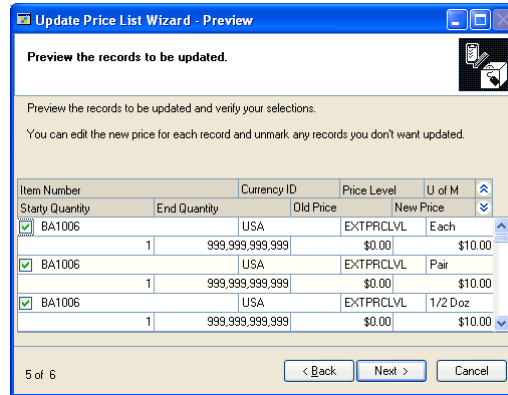 Update Price List Wizard - Preview
Preview the records to be updated.
Preview the records to be updated and verify your selections.
You can edit the new price for each record and unmark any records you don't want updated.
Item Number Currency ID Price Level U of M
Starty Quantity End Quantity Old Price New Price
BA1006 USA EXTPRCLVL Each
1 999,999,999,999 $0.00 $10.00
BA1006 USA EXTPRCLVL Pair
1 999,999,999,999 $0.00 $10.00
BA1006 USA EXTPRCLVL 1/2 Doz
1 999,999,999,999 $0.00 $10.00
5 of 6 < Back Next > Cancel